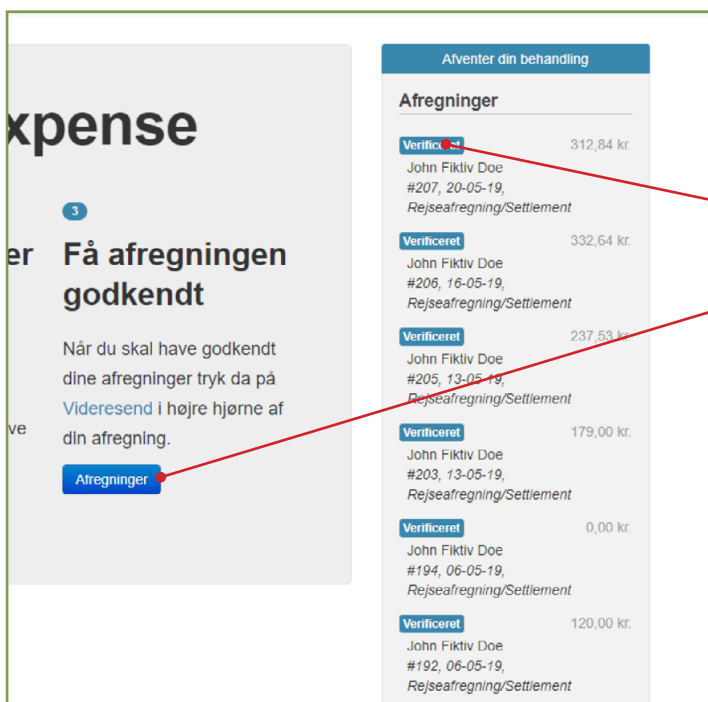 xpense
er
ve
3
Få afregningen
godkendt
Når du skal have godkendt
dine afregninger tryk da på
Videresend i højre hjørne af
din afregning.
Afregninger
Afventer din behandling
Afregninger
Verificeret 312,84 kr.
John Fiktiv Doe
#207, 20-05-19,
Rejseafregning/Settlement
Verificeret 332,64 kr.
John Fiktiv Doe
#206, 16-05-19,
Rejseafregning/Settlement
Verificeret 237,53 kr.
John Fiktiv Doe
#205, 13-05-19,
Rejseafregning/Settlement
Verificeret 179,00 kr.
John Fiktiv Doe
#203, 13-05-19,
Rejseafregning/Settlement
Verificeret 0,00 kr.
John Fiktiv Doe
#194, 06-05-19,
Rejseafregning/Settlement
Verificeret 120,00 kr.
John Fiktiv Doe
#192, 06-05-19,
Rejseafregning/Settlement